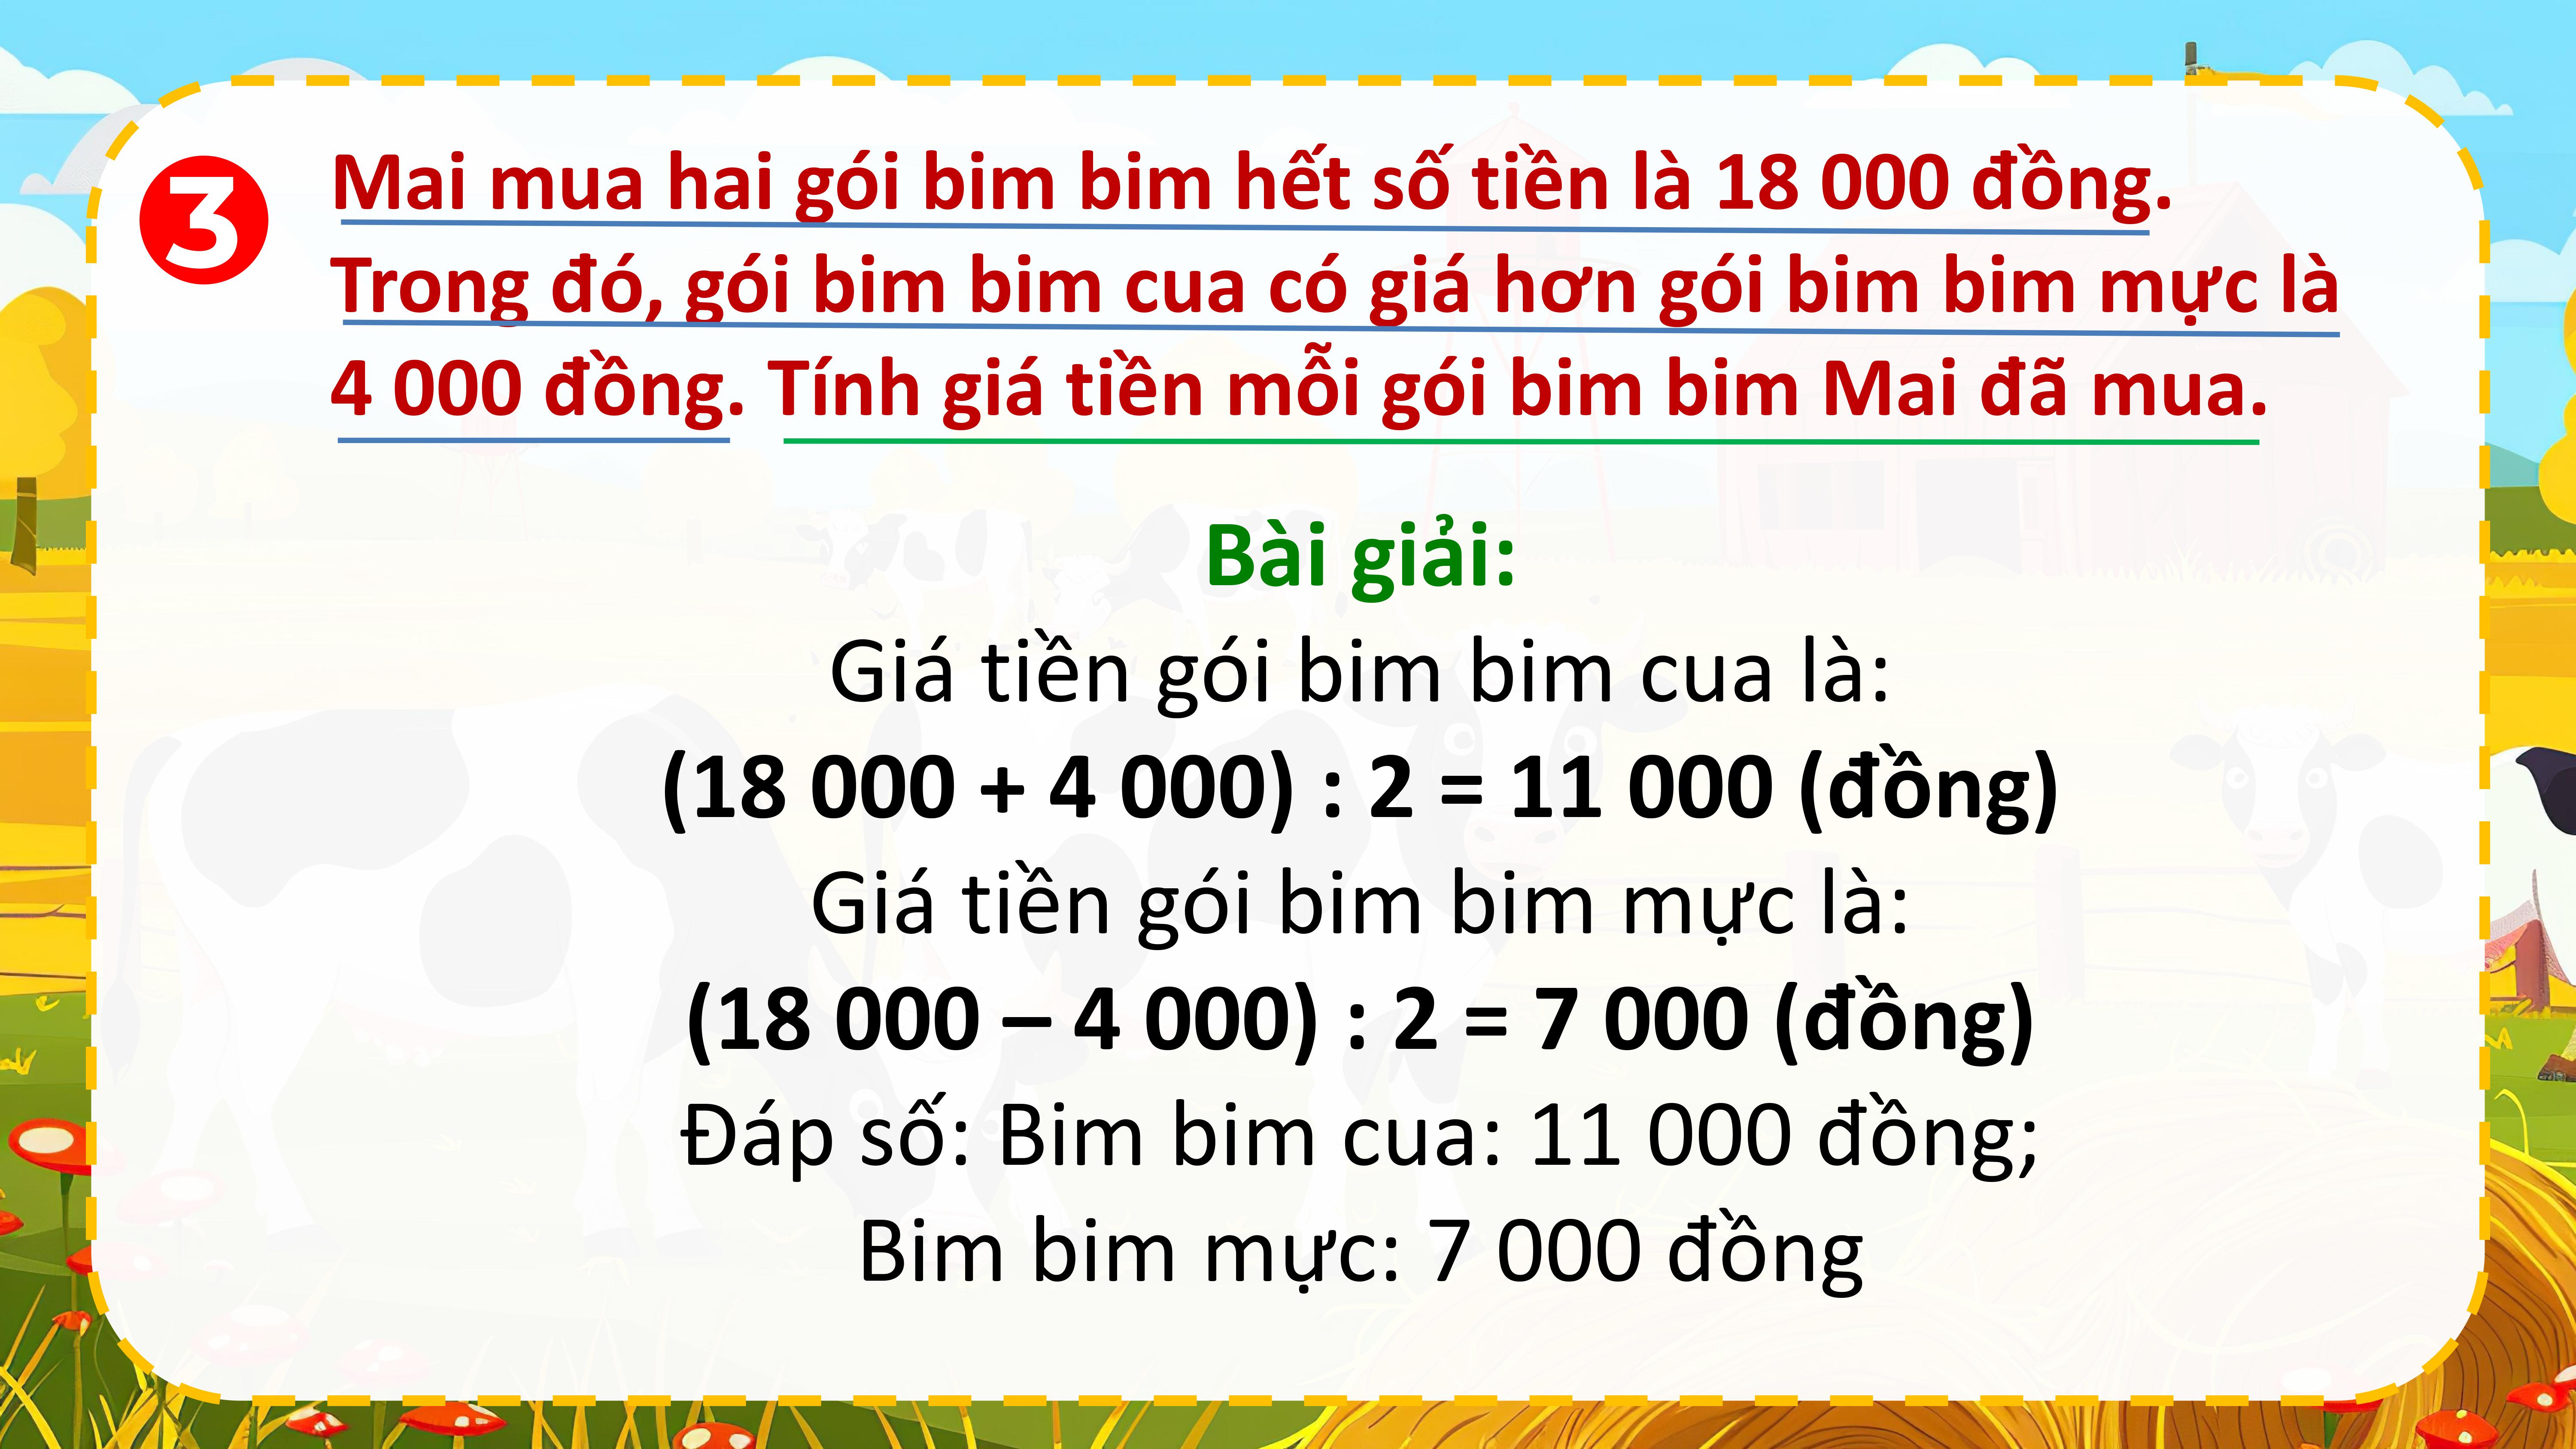 3
Mai mua hai gói bim bim hết số tiền là 18 000 đồng.
Trong đó, gói bim bim cua có giá hơn gói bim bim mực là
4 000 đồng. Tính giá tiền mỗi gói bim bim Mai đã mua.
Bài giải:
Giá tiền gói bim bim cua là:
(18 000 + 4 000) : 2 = 11 000 (đồng)
Giá tiền gói bim bim mực là:
(18 000 – 4 000) : 2 = 7 000 (đồng)
Đáp số: Bim bim cua: 11 000 đồng;
Bim bim mực: 7 000 đồng